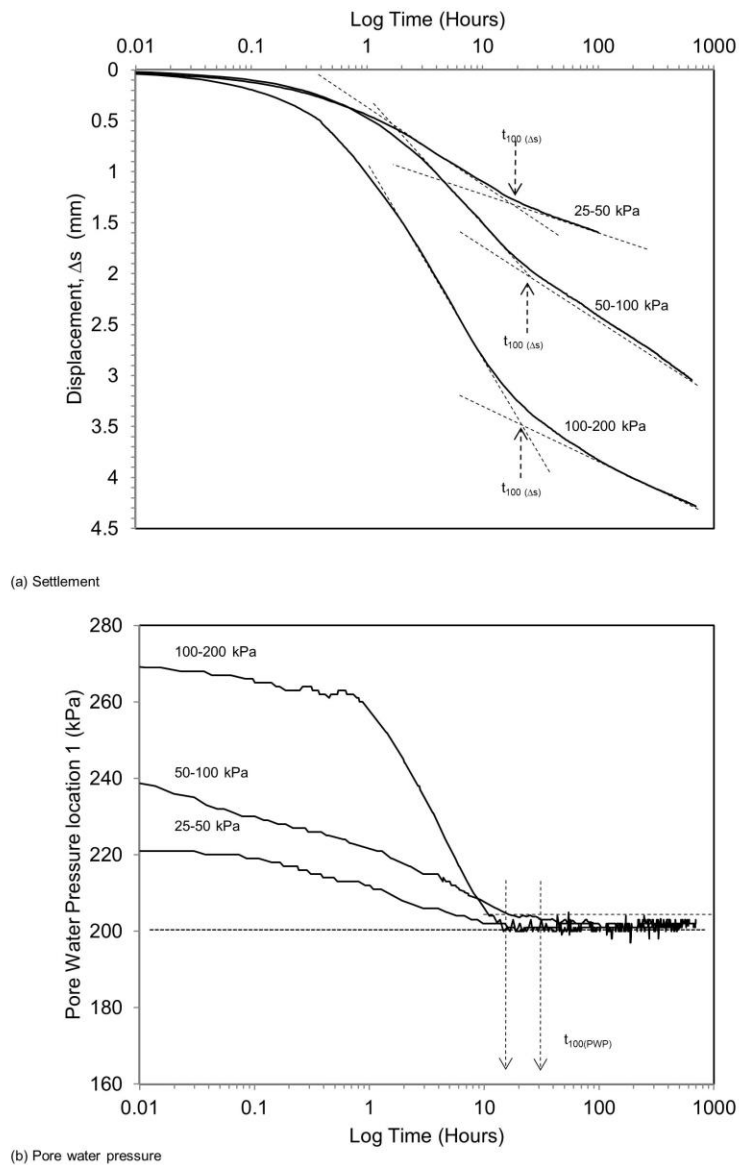 Log Time (Hours)
0.01 0.1 1 10 100 1000
0
0.5
1
1.5
2
2.5
3
3.5
4
4.5
Displacement, Δs (mm)
t100 (Δs)
25-50 kPa
50-100 kPa
t100 (Δs)
100-200 kPa
t100 (Δs)
(a) Settlement
280
260
240
220
200
180
160
Pore Water Pressure location 1 (kPa)
100-200 kPa
50-100 kPa
25-50 kPa
t100(PWP)
0.01 0.1 1 10 100 1000
Log Time (Hours)
(b) Pore water pressure